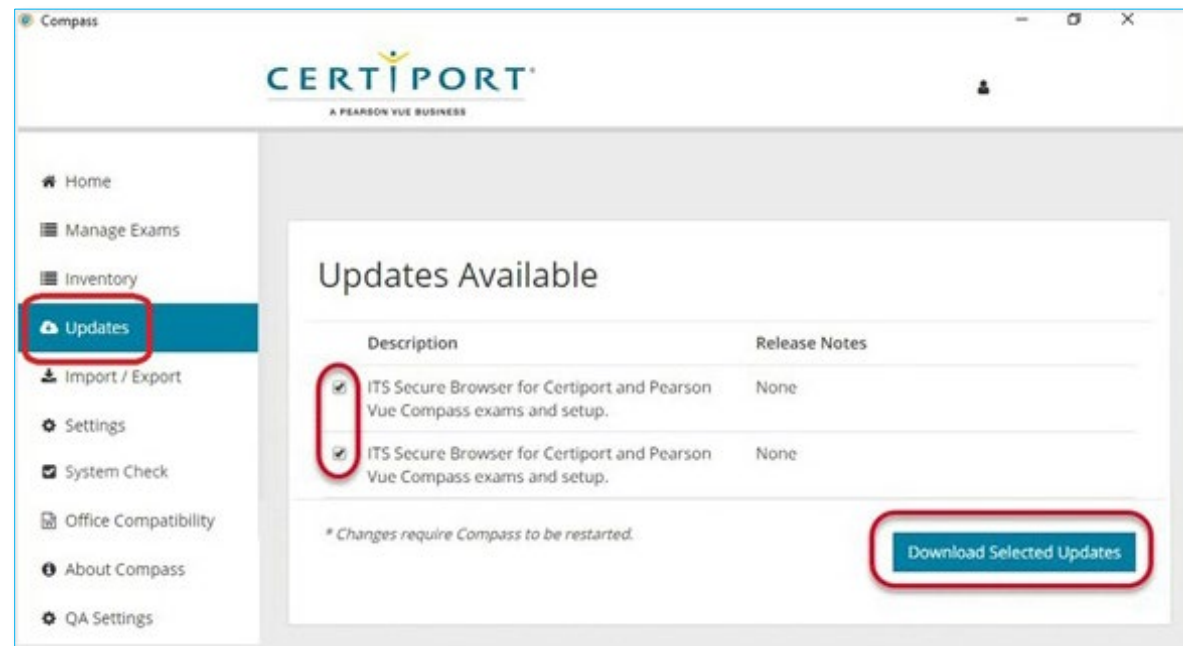 Compass
CERTIPORT
A PEARSON VUE BUSINESS
Home
Manage Exams
Inventory
Updates
Import / Export
Settings
System Check
Office Compatibility
About Compass
QA Settings
Updates Available
Description Release Notes
ITS Secure Browser for Certiport and Pearson None
Vue Compass exams and setup.
ITS Secure Browser for Certiport and Pearson None
Vue Compass exams and setup.
* Changes require Compass to be restarted.
Download Selected Updates